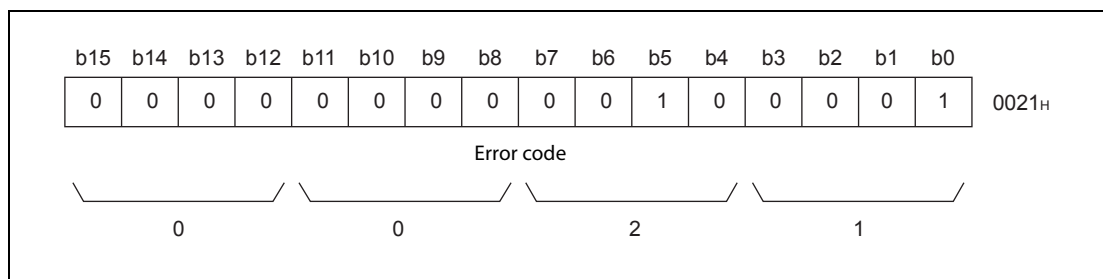 b15 b14 b13 b12 b11 b10 b9 b8 b7 b6 b5 b4 b3 b2 b1 b0
0 0 0 0 0 0 0 0 0 0 1 0 0 0 0 1 0021H
Error code
0 0 2 1